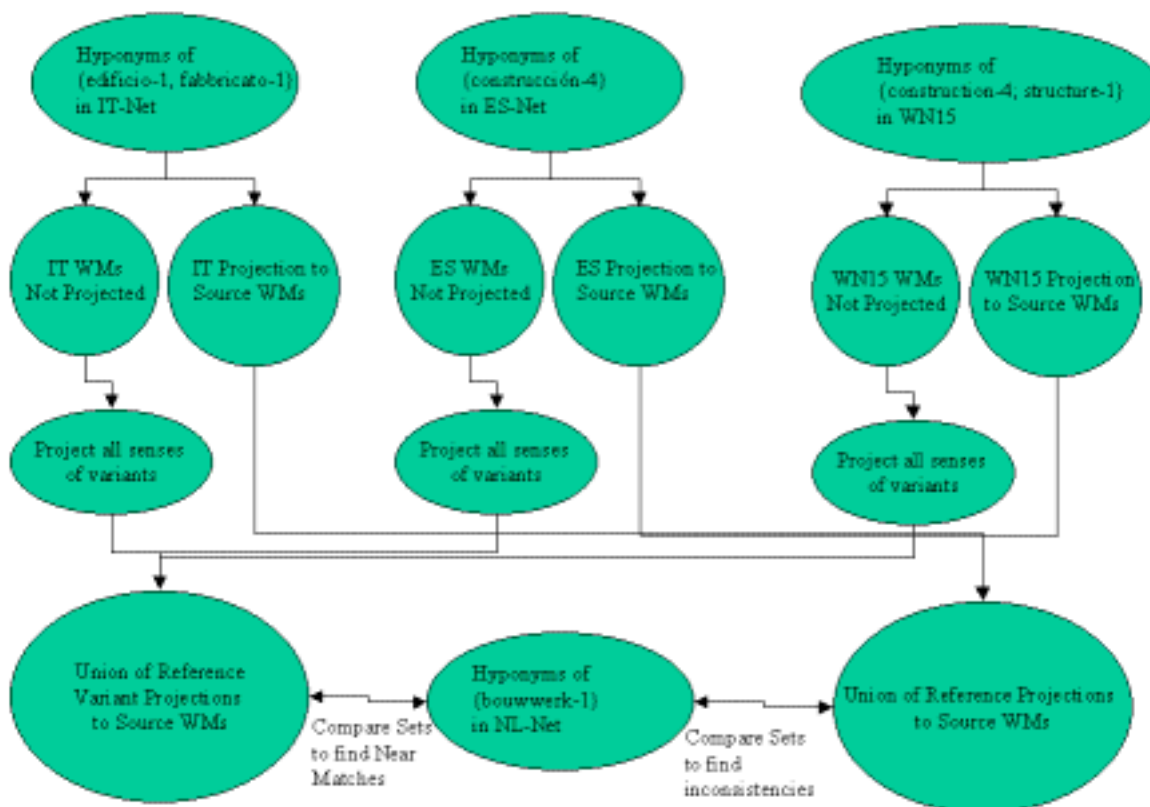 Hyponyms of
(edificio-1, fabbricato-1}
in IT-Net
Hyponyms of
(construcción-4)
in ES-Net
Hyponyms of
(construction-4; structure-1}
in WN15
IT WMs
Not Projected
IT Projection to
Source WMs
ES WMs
Not Projected
ES Projection to
Source WMs
WN15 WMs
Not Projected
WN15 Projection
to Source WMs
Project all senses
of variants
Project all senses
of variants
Project all senses
of variants
Union of Reference
Variant Projections
to Source WMs
Compare Sets
to find Near
Matches
Hyponyms of
(bouwwerk-1)
in NL-Net
Compare Sets
to find
inconsistencies
Union of Reference Projections
to Source WMs